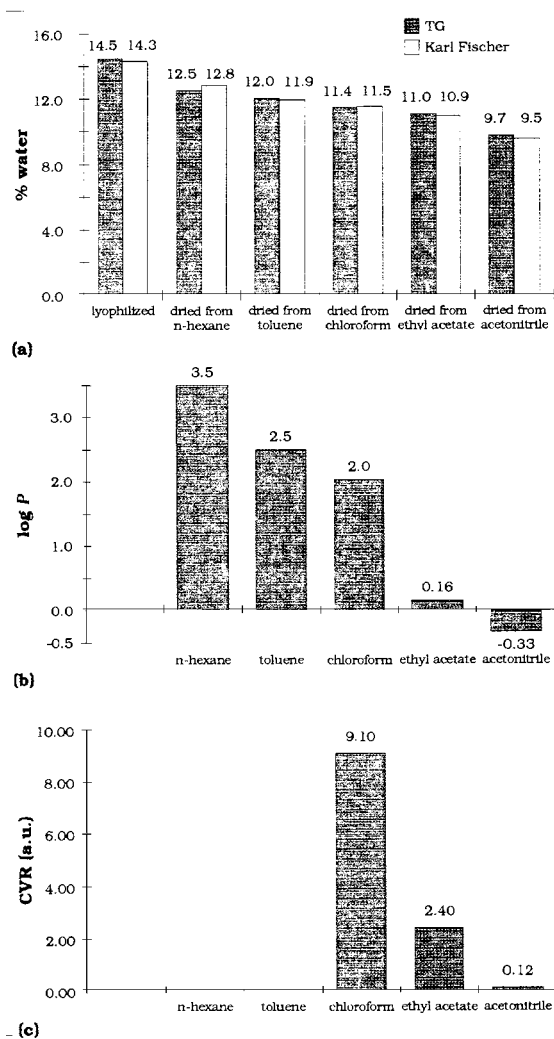 TG
Karl Fischer
16.0
14.5 14.3
12.5 12.8
12.0 11.9
11.4 11.5
11.0 10.9
9.7 9.5
12.0
8.0
4.0
0.0
% water
lyophilized
dried from
n-hexane
dried from
toluene
dried from
chloroform
dried from
ethyl acetate
dried from
acetonitrile
(a)
3.5
3.0
2.5
2.0
2.0
1.0
0.16
0.0
-0.5
-0.33
log P
n-hexane toluene chloroform ethyl acetate acetonitrile
(b)
10.00
9.10
8.00
6.00
4.00
2.40
2.00
0.12
0.00
CVR (a.u.)
n-hexane toluene chloroform ethyl acetate acetonitrile
(c)